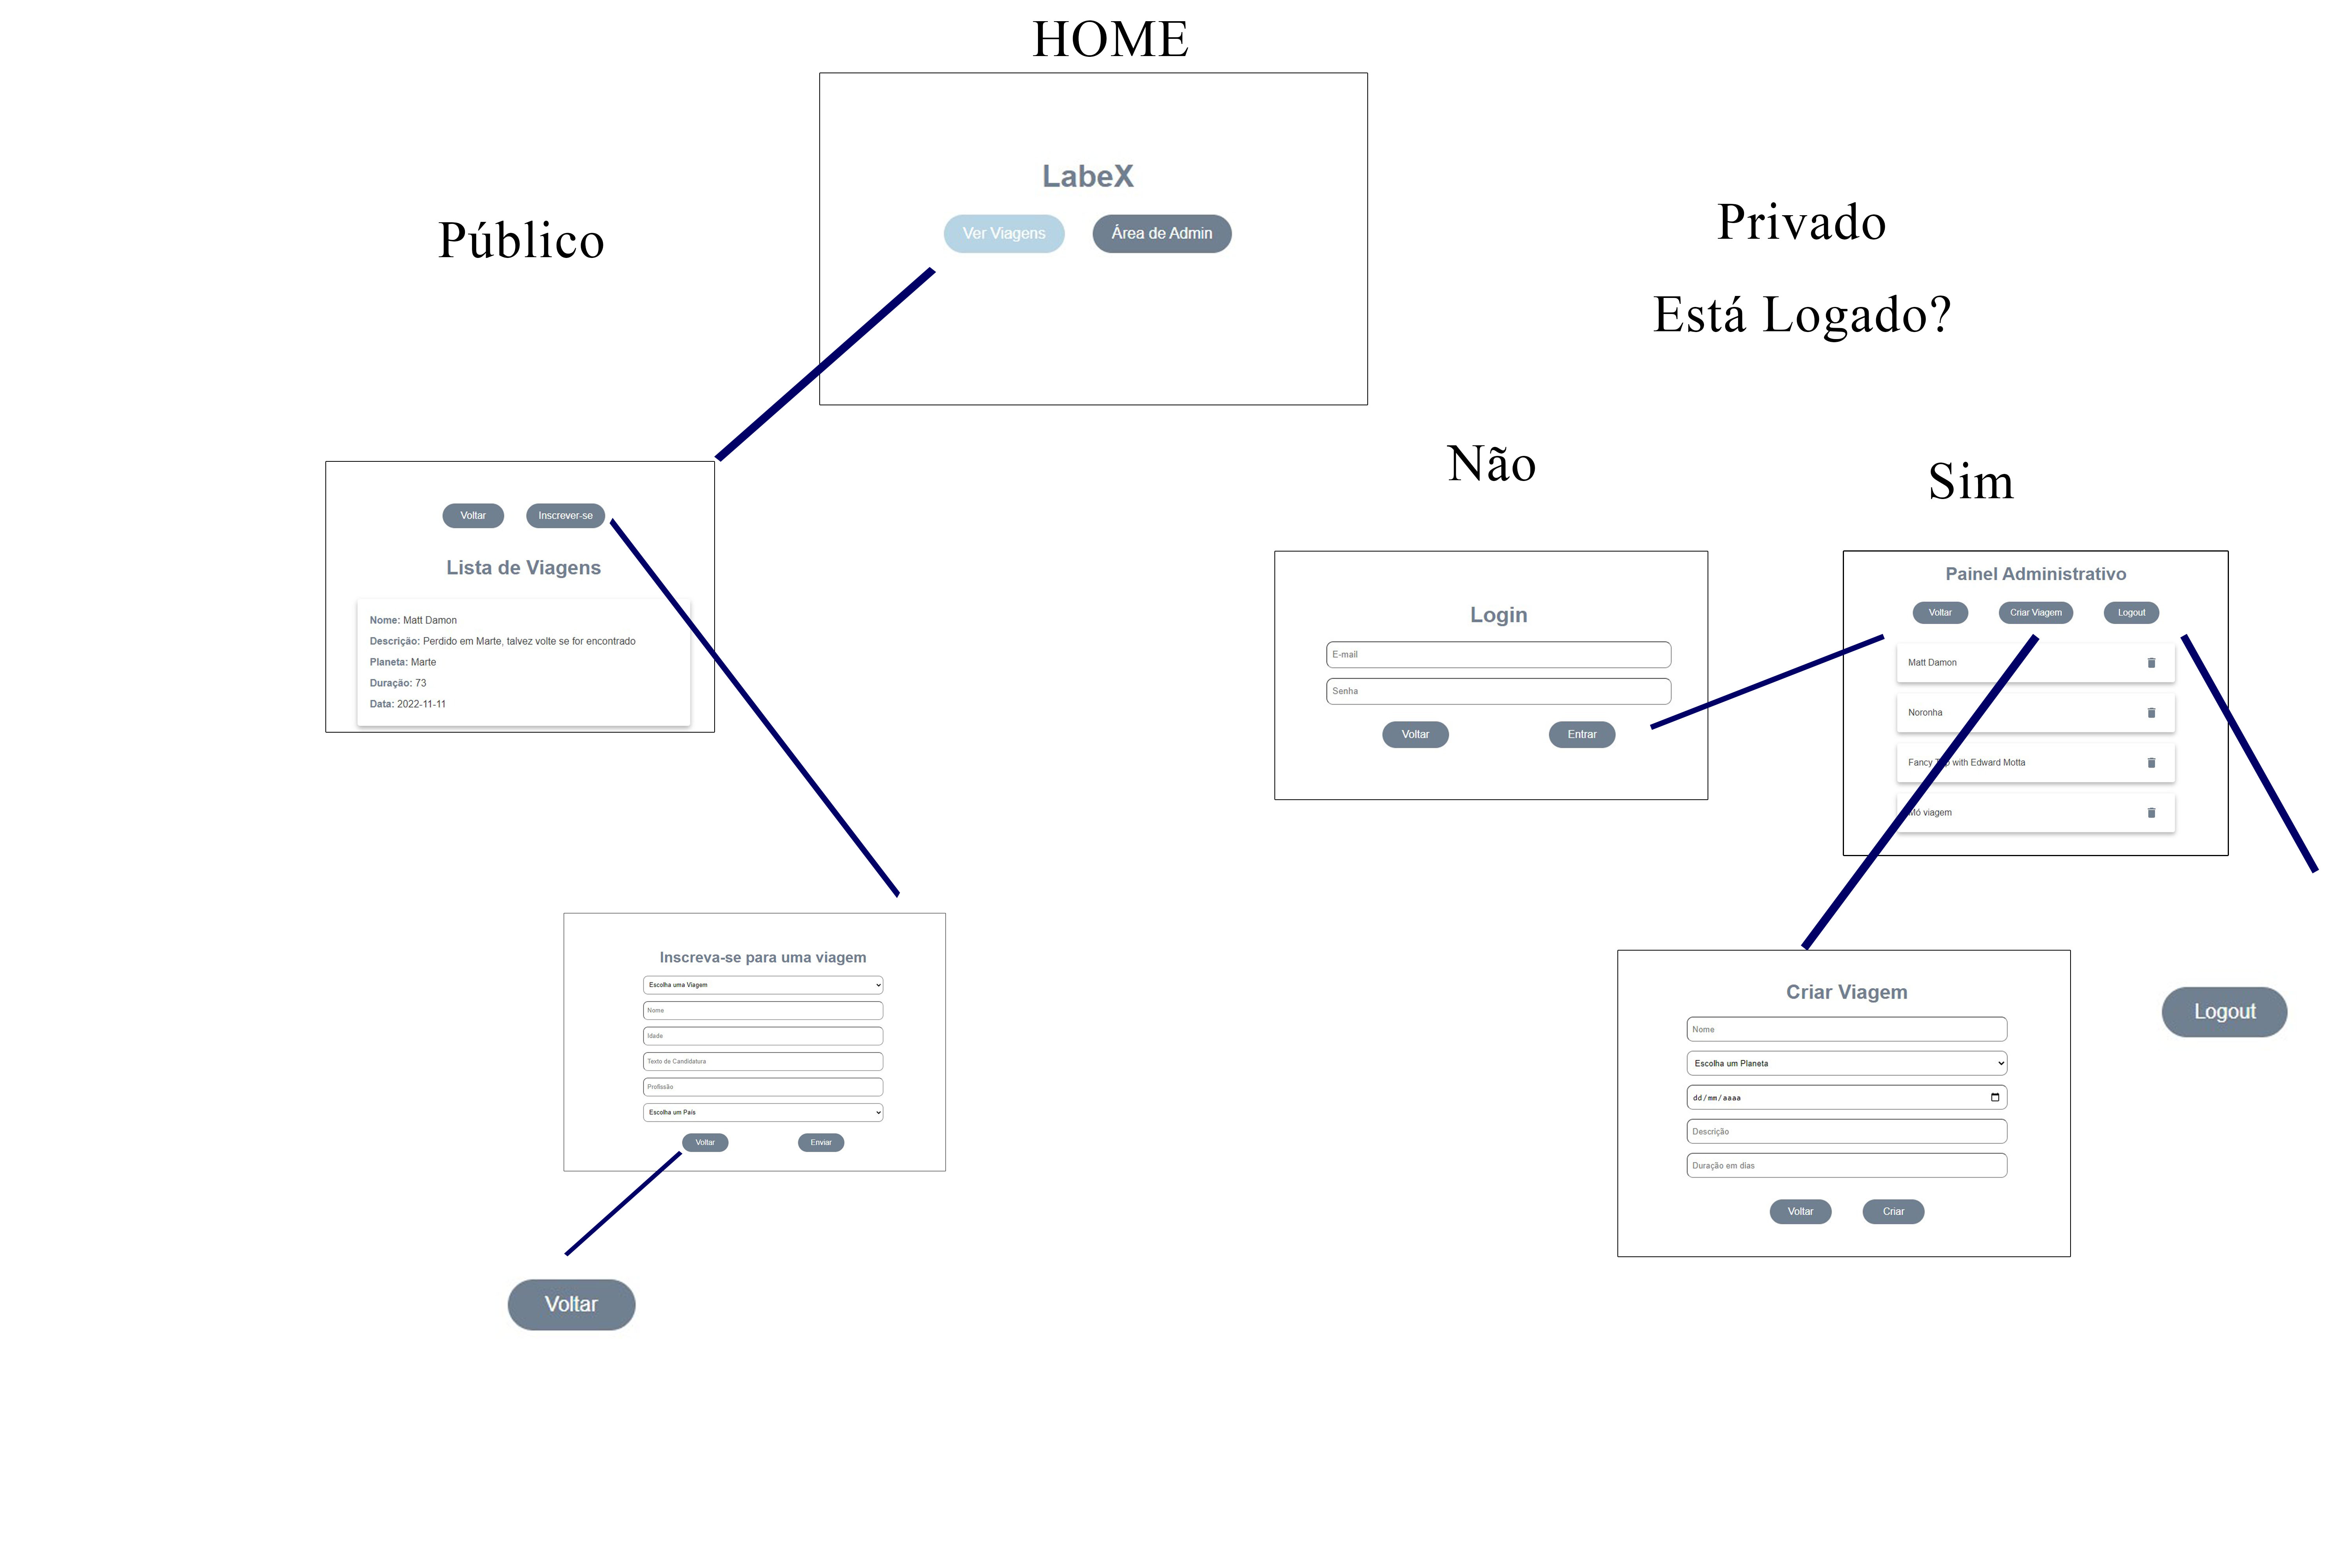 HOME
LabeX
Ver Viagens
Área de Admin
Público
Privado
Está Logado?
Não
Sim
Voltar
Inscrever-se
Lista de Viagens
Nome: Matt Damon
Descrição: Perdido em Marte, talvez volte se for encontrado
Planeta: Marte
Duração: 73
Data: 2022-11-11
Login
E-mail
Senha
Voltar
Entrar
Painel Administrativo
Voltar
Criar Viagem
Logout
Matt Damon
Noronha
Fancy with Edward Motta
viagem
Inscreva-se para uma viagem
Escolha uma Viagem
Nome
Idade
Texto de Candidatura
Profissão
Escolha um País
Voltar
Enviar
Voltar
Criar Viagem
Nome
Escolha um Planeta
dd/mm/aaaa
Descrição
Duração em dias
Voltar
Criar
Logout